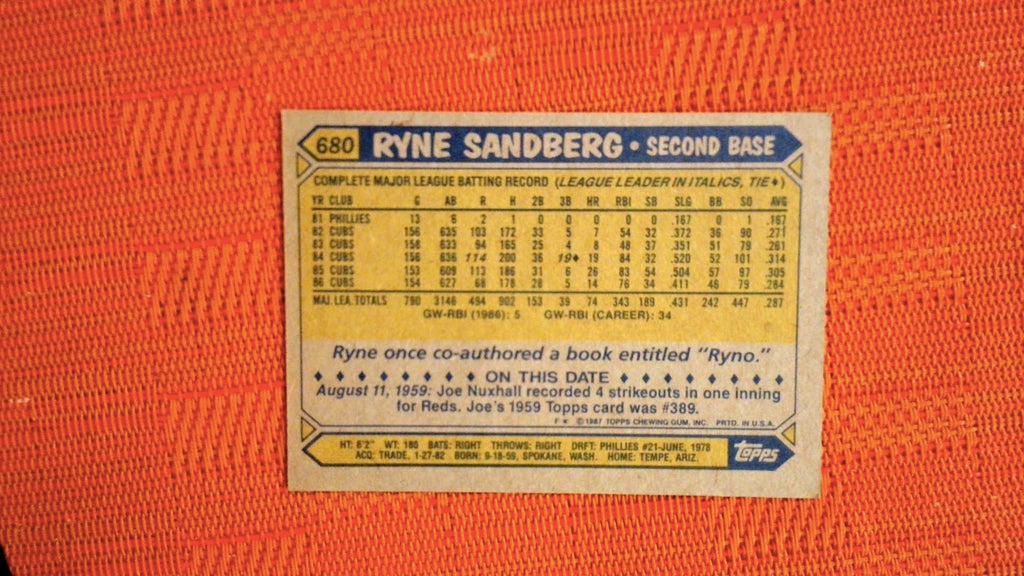 680 RYNE SANDBERG • SECOND BASE
COMPLETE MAJOR LEAGUE BATTING RECORD (LEAGUE LEADER IN ITALICS, TIE♦)
YR CLUB G AB R H 2B 3B HR RBI SB SLG BB SO AVG
81 PHILLIES 13 6 2 1 0 0 0 0 0 .167 0 1 .167
82 CUBS 156 635 103 172 33 5 7 54 32 .372 36 90 .271
83 CUBS 158 633 94 165 25 4 8 48 37 .351 51 79 .261
84 CUBS 156 636 114 200 36 19♦ 19 84 32 .520 52 101 .314
85 CUBS 153 609 113 186 31 6 26 83 54 .504 57 97 .305
86 CUBS 154 627 68 178 28 5 14 76 34 .411 46 79 .284
MAJ. LEA. TOTALS 790 3146 494 902 153 39 74 343 189 .431 242 447 .287
GW-RBI (1986): 5 GW-RBI (CAREER): 34
Ryne once co-authored a book entitled "Ryno."
♦ ♦ ♦ ♦ ♦ ♦ ♦ ♦ ON THIS DATE ♦ ♦ ♦ ♦ ♦ ♦ ♦ ♦
August 11, 1959: Joe Nuxhall recorded 4 strikeouts in one inning
for Reds. Joe's 1959 Topps card was #389.
F * ©1987 TOPPS CHEWING GUM, INC. PRTD. IN U.S.A.
HT: 6'2" WT: 180 BATS: RIGHT THROWS: RIGHT DRFT: PHILLIES #21-JUNE, 1978
ACQ: TRADE, 1-27-82 BORN: 9-18-59, SPOKANE, WASH. HOME: TEMPE, ARIZ.
Topps